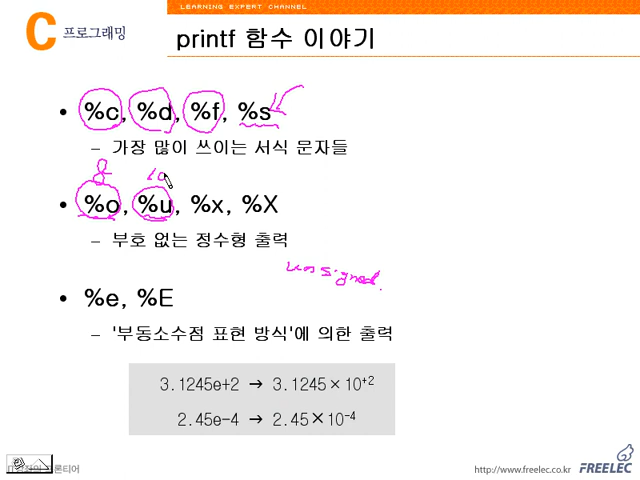 LEARNING EXPERT CHANNEL
C 프로그래밍
printf 함수 이야기
• %c, %d, %f, %s
– 가장 많이 쓰이는 서식 문자들
8 10
• %o, %u, %x, %X
– 부호 없는 정수형 출력
unsigned.
• %e, %E
– '부동소수점 표현 방식'에 의한 출력
3.1245e+2 → 3.1245×10⁺²
2.45e-4 → 2.45×10⁻⁴
http://www.freelec.co.kr FREELEC